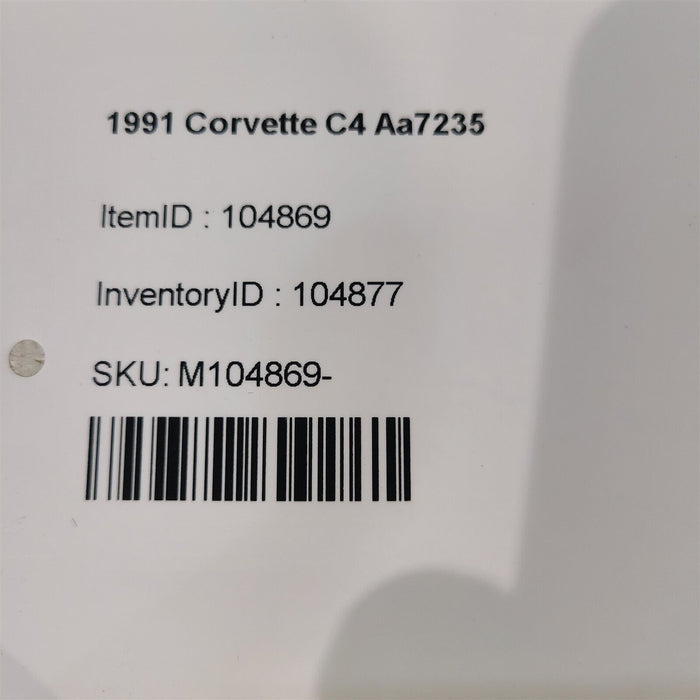 1991 Corvette C4 Aa7235
ItemID : 104869
InventoryID : 104877
SKU: M104869-